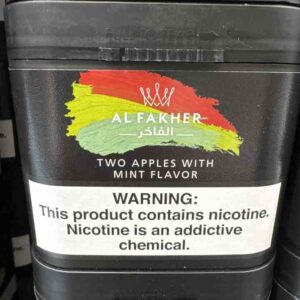 AL FAKHER
الفاخر
TWO APPLES WITH
MINT FLAVOR
WARNING:
This product contains nicotine.
Nicotine is an addictive
chemical.